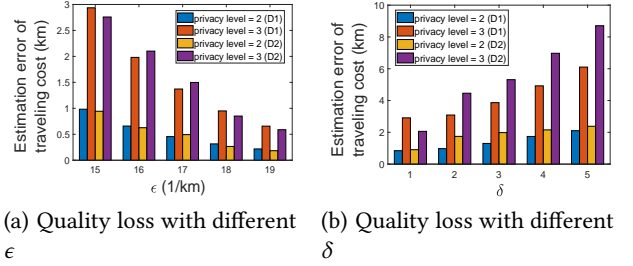 Estimation error of
traveling cost (km)
3
2.5
2
1.5
1
0.5
0
privacy level = 2 (D1)
privacy level = 3 (D1)
privacy level = 2 (D2)
privacy level = 3 (D2)
15 16 17 18 19
ϵ (1/km)
(a) Quality loss with different
ϵ
Estimation error of
traveling cost (km)
10
8
6
4
2
0
privacy level = 2 (D1)
privacy level = 3 (D1)
privacy level = 2 (D2)
privacy level = 3 (D2)
1 2 3 4 5
δ
(b) Quality loss with different
δ